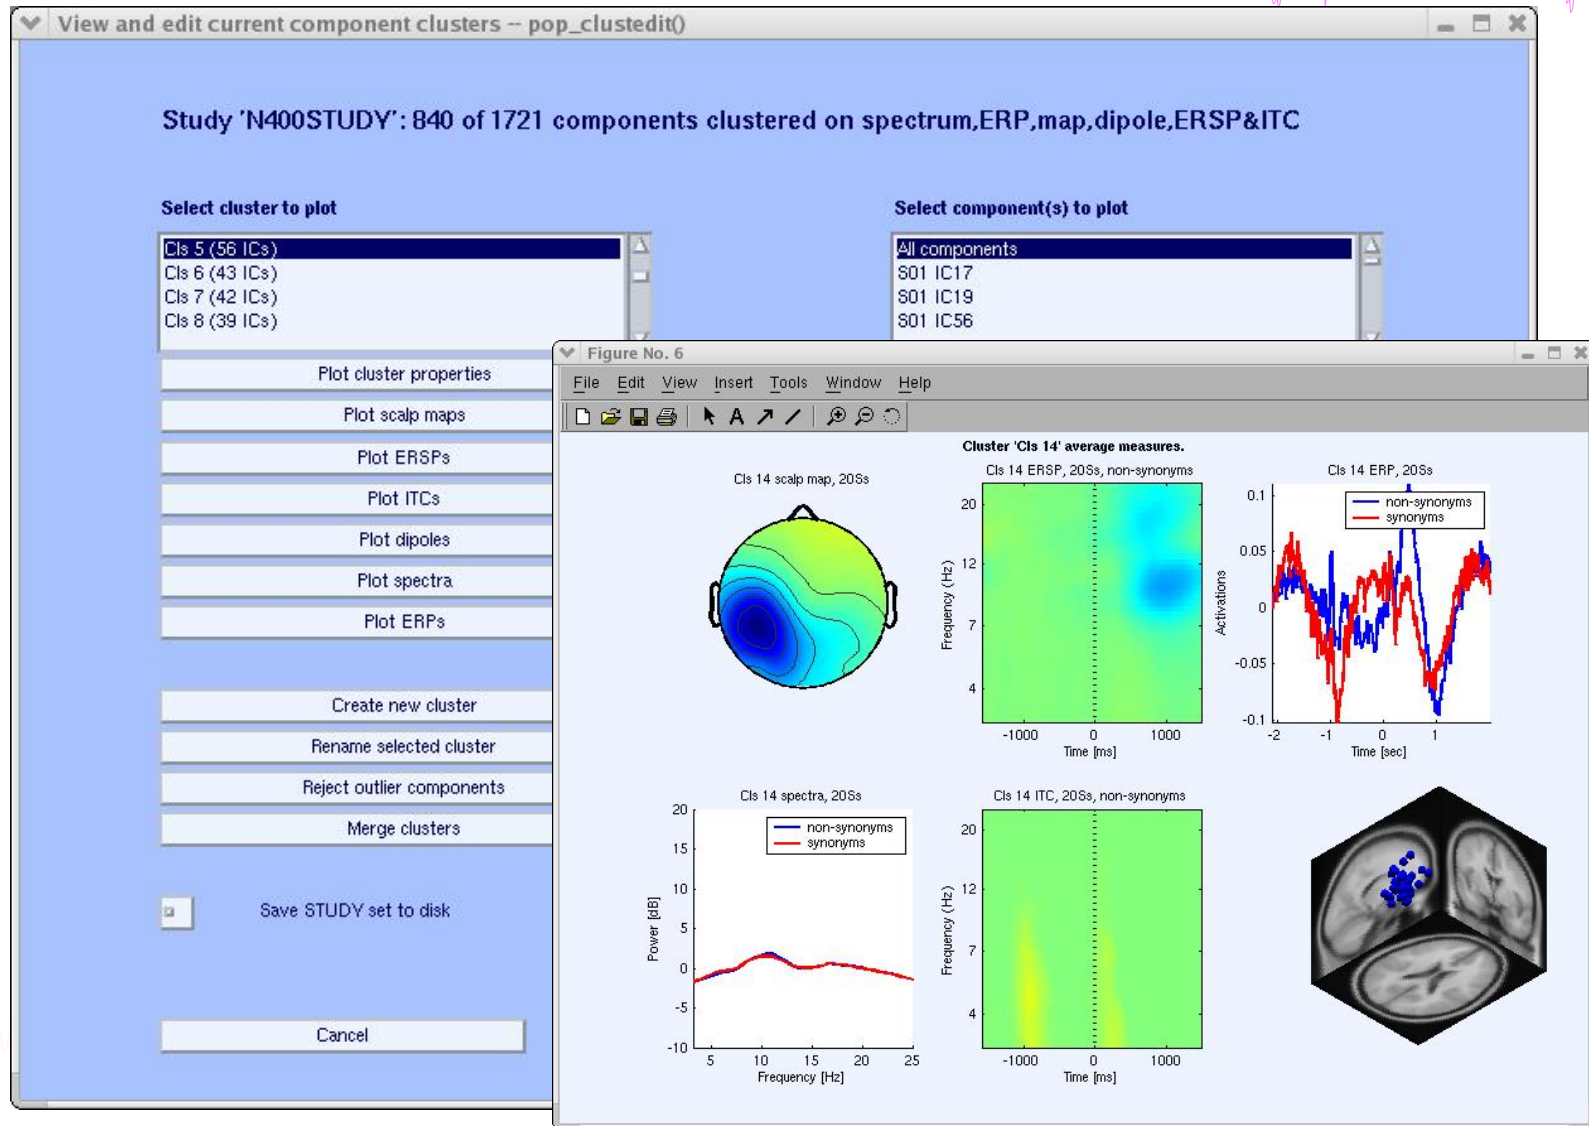 View and edit current component clusters -- pop_clustedit()
Study 'N400STUDY': 840 of 1721 components clustered on spectrum,ERP,map,dipole,ERSP&ITC
Select cluster to plot
Cls 5 (56 ICs)
Cls 6 (43 ICs)
Cls 7 (42 ICs)
Cls 8 (39 ICs)
Select component(s) to plot
All components
S01 IC17
S01 IC19
S01 IC56
Plot cluster properties
Plot scalp maps
Plot ERSPs
Plot ITCs
Plot dipoles
Plot spectra
Plot ERPs
Create new cluster
Rename selected cluster
Reject outlier components
Merge clusters
Save STUDY set to disk
Cancel
Figure No. 6
File Edit View Insert Tools Window Help
A
Cluster 'Cls 14' average measures.
Cls 14 scalp map, 20Ss
Cls 14 ERSP, 20Ss, non-synonyms
20
12
7
4
Frequency (Hz)
-1000 0 1000
Time [ms]
Cls 14 ERP, 20Ss
non-synonyms
synonyms
0.1
0.05
0
-0.05
-0.1
Activations
-2 -1 0 1
Time [sec]
Cls 14 spectra, 20Ss
non-synonyms
synonyms
20
15
10
5
0
-5
-10
Power [dB]
5 10 15 20 25
Frequency [Hz]
Cls 14 ITC, 20Ss, non-synonyms
20
12
7
4
Frequency (Hz)
-1000 0 1000
Time [ms]